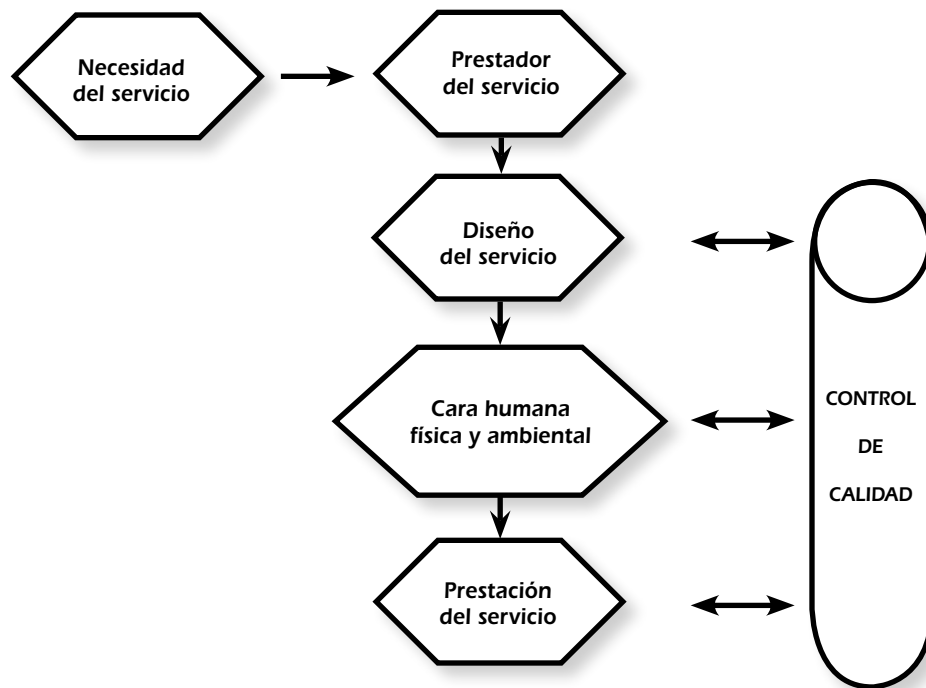 Necesidad
del servicio
Prestador
del servicio
Diseño
del servicio
Cara humana
física y ambiental
Prestación
del servicio
CONTROL
DE
CALIDAD